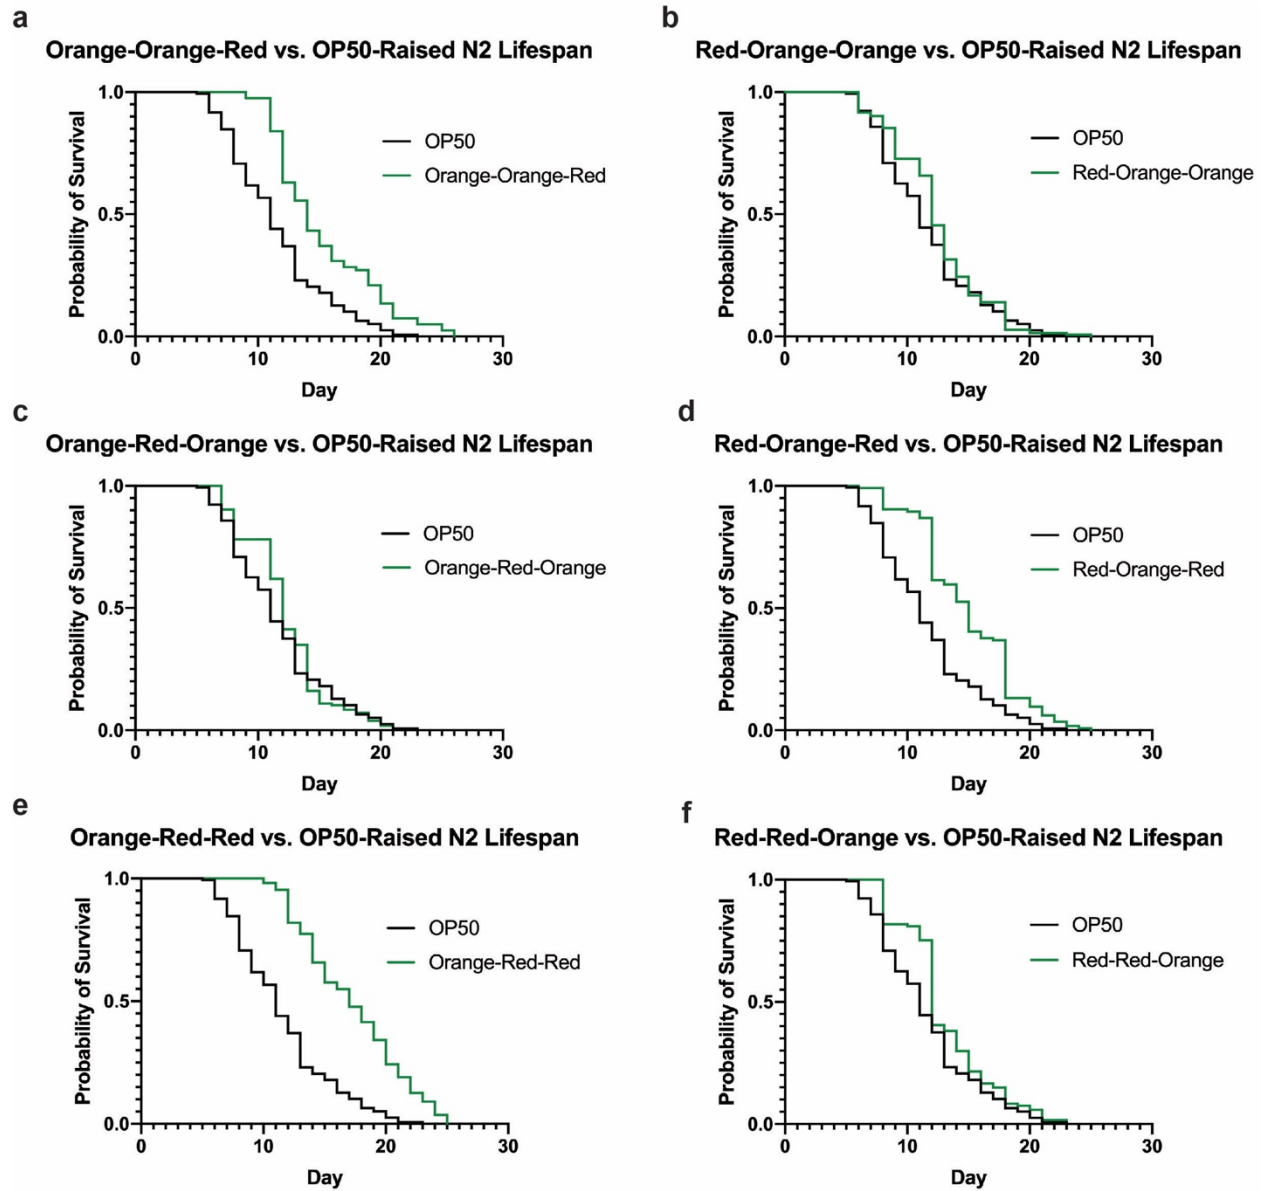 a
Orange-Orange-Red vs. OP50-Raised N2 Lifespan
1.0
0.5
0.0
Probability of Survival
OP50
Orange-Orange-Red
0 10 20 30
Day
b
Red-Orange-Orange vs. OP50-Raised N2 Lifespan
1.0
0.5
0.0
Probability of Survival
OP50
Red-Orange-Orange
0 10 20 30
Day
c
Orange-Red-Orange vs. OP50-Raised N2 Lifespan
1.0
0.5
0.0
Probability of Survival
OP50
Orange-Red-Orange
0 10 20 30
Day
d
Red-Orange-Red vs. OP50-Raised N2 Lifespan
1.0
0.5
0.0
Probability of Survival
OP50
Red-Orange-Red
0 10 20 30
Day
e
Orange-Red-Red vs. OP50-Raised N2 Lifespan
1.0
0.5
0.0
Probability of Survival
OP50
Orange-Red-Red
0 10 20 30
Day
f
Red-Red-Orange vs. OP50-Raised N2 Lifespan
1.0
0.5
0.0
Probability of Survival
OP50
Red-Red-Orange
0 10 20 30
Day